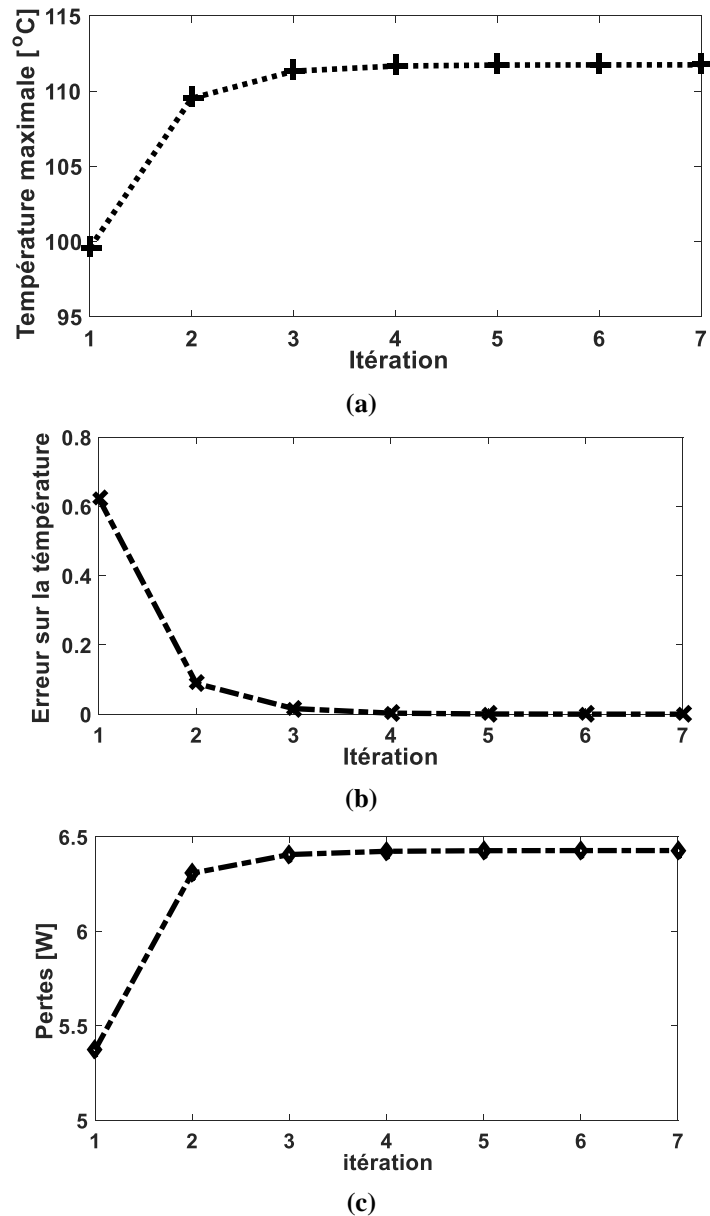 Température maximale [°C]
115
110
105
100
95
1 2 3 4 5 6 7
Itération
(a)
Erreur sur la témpérature
0.8
0.6
0.4
0.2
0
1 2 3 4 5 6 7
Itération
(b)
Pertes [W]
6.5
6
5.5
5
1 2 3 4 5 6 7
itération
(c)